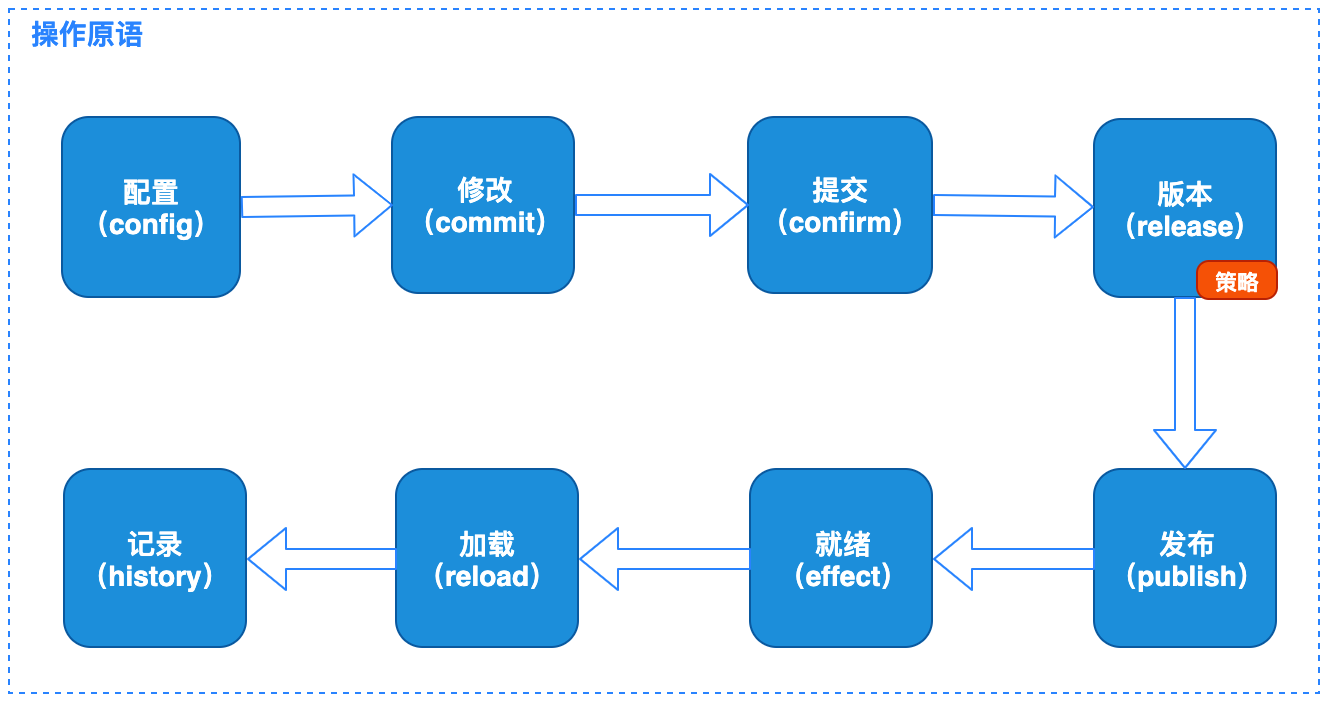 操作原语
配置
（config）
修改
（commit）
提交
（confirm）
版本
（release）
策略
记录
（history）
加载
（reload）
就绪
（effect）
发布
（publish）